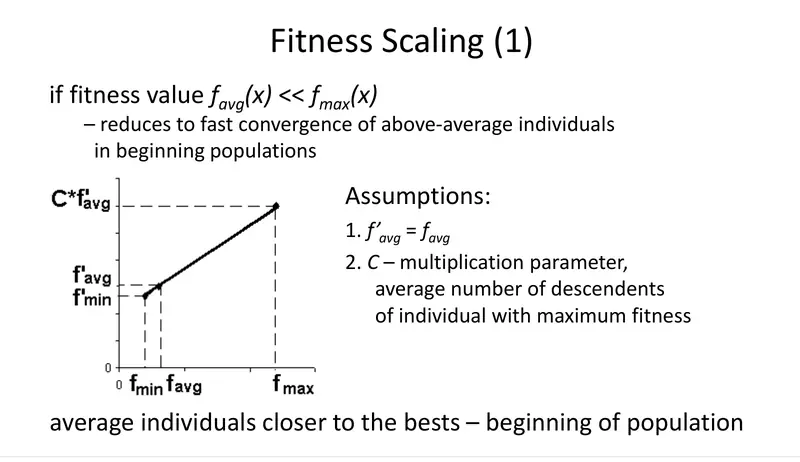 Fitness Scaling (1)
if fitness value favg(x) << fmax(x)
– reduces to fast convergence of above-average individuals
in beginning populations
C*f'avg
f'avg
f'min
0
0 fmin favg fmax
Assumptions:
1. f'avg = favg
2. C – multiplication parameter,
average number of descendents
of individual with maximum fitness
average individuals closer to the bests – beginning of population